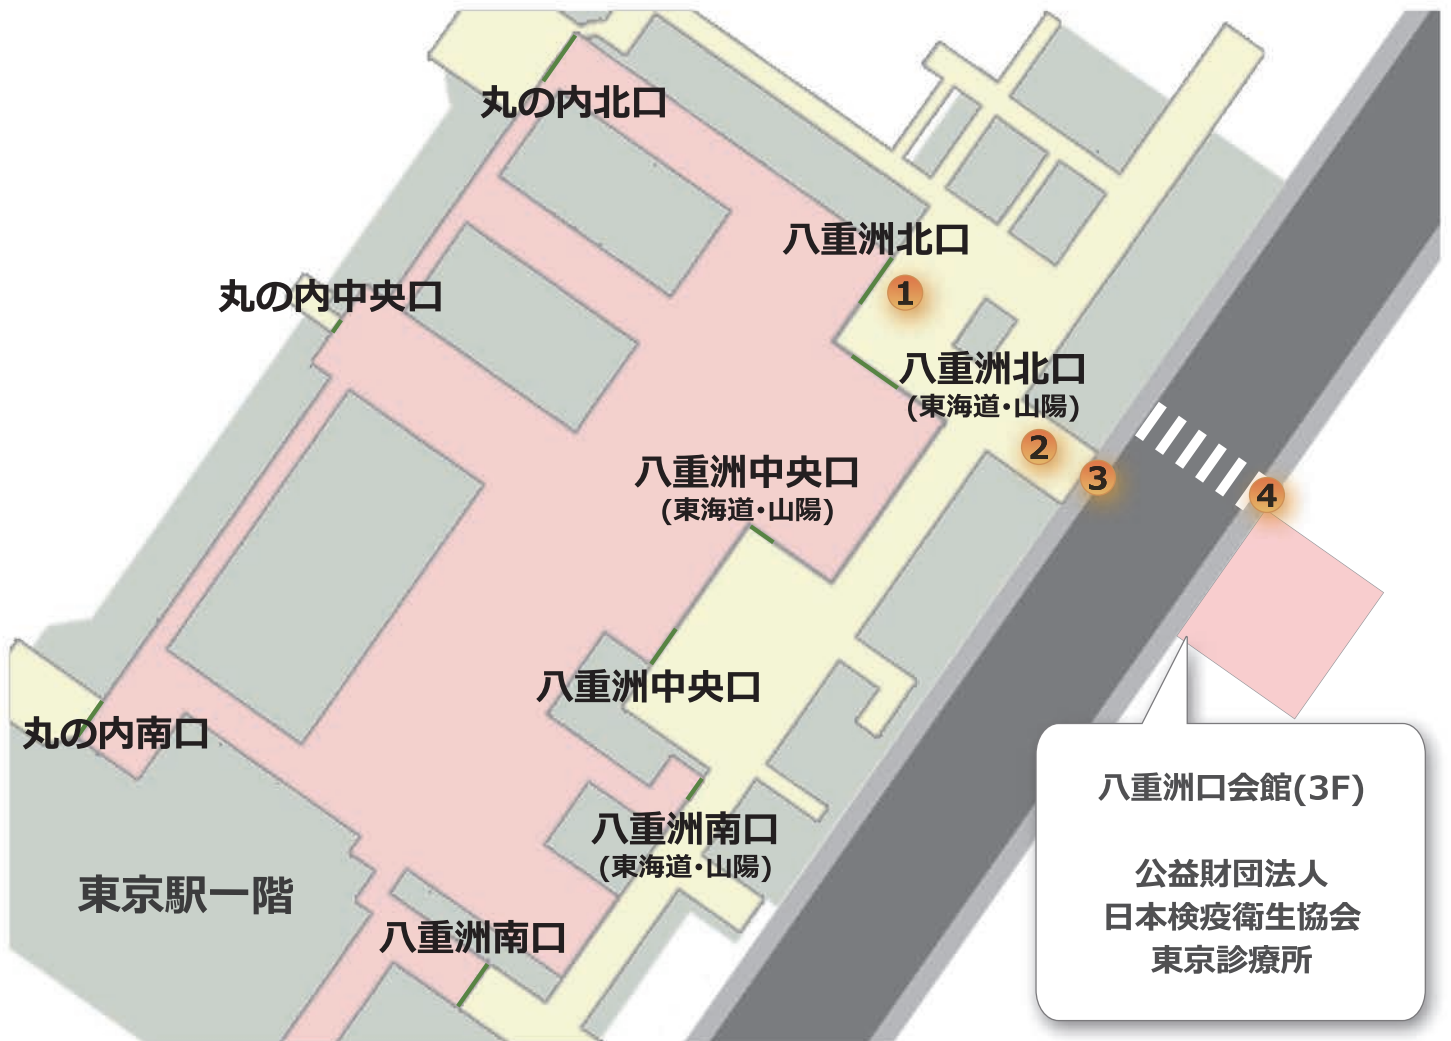 丸の内北口
八重洲北口
1
丸の内中央口
八重洲北口
(東海道・山陽)
2
3
4
八重洲中央口
(東海道・山陽)
八重洲中央口
丸の内南口
八重洲南口
(東海道・山陽)
八重洲南口
東京駅一階
八重洲口会館(3F)
公益財団法人
日本検疫衛生協会
東京診療所